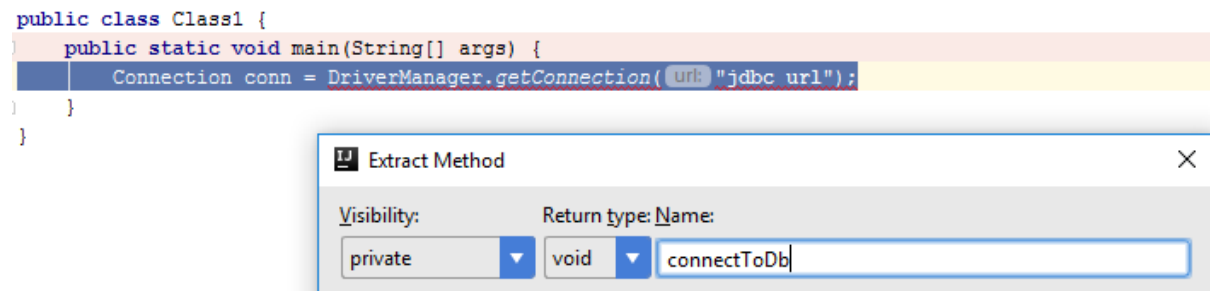 public class Class1 {
public static void main(String[] args) {
Connection conn = DriverManager.getConnection( url: "jdbc url");
}
}
Extract Method
Visibility: Return type: Name:
private void connectToDb